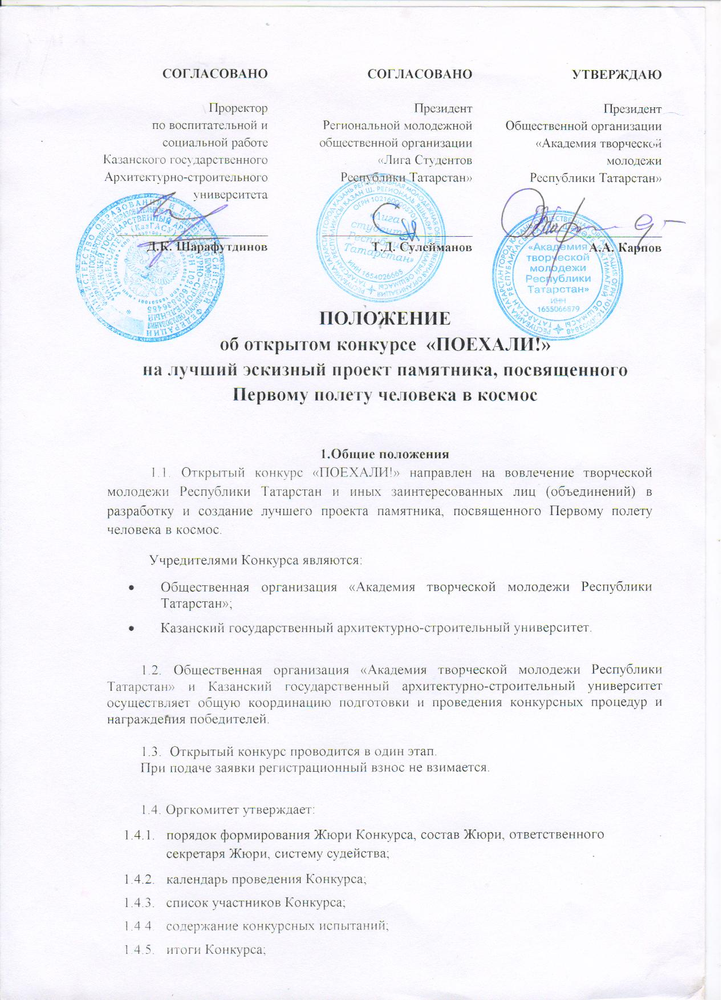 СОГЛАСОВАНО
Проректор
по воспитательной и
социальной работе
Казанского государственного
Архитектурно-строительного
университета
Д.К. Шарафутдинов
СОГЛАСОВАНО
Президент
Региональной молодежной
общественной организации
«Лига Студентов
Республики Татарстан»
Т.Д. Сулейманов
УТВЕРЖДАЮ
Президент
Общественной организации
«Академия творческой
молодежи
Республики Татарстан»
А.А. Карпов
«Лига
студентов
Республики
Татарстан»
ИНН 1654026665
«Академия
творческой
молодежи
Республики
Татарстан»
ИНН
1655066879
ПОЛОЖЕНИЕ
об открытом конкурсе «ПОЕХАЛИ!»
на лучший эскизный проект памятника, посвященного
Первому полету человека в космос
1.Общие положения
1.1. Открытый конкурс «ПОЕХАЛИ!» направлен на вовлечение творческой
молодежи Республики Татарстан и иных заинтересованных лиц (объединений) в
разработку и создание лучшего проекта памятника, посвященного Первому полету
человека в космос.
Учредителями Конкурса являются:
• Общественная организация «Академия творческой молодежи Республики
Татарстан»;
• Казанский государственный архитектурно-строительный университет.
1.2. Общественная организация «Академия творческой молодежи Республики
Татарстан» и Казанский государственный архитектурно-строительный университет
осуществляет общую координацию подготовки и проведения конкурсных процедур и
награждения победителей.
1.3. Открытый конкурс проводится в один этап.
При подаче заявки регистрационный взнос не взимается.
1.4. Оргкомитет утверждает:
1.4.1. порядок формирования Жюри Конкурса, состав Жюри, ответственного
секретаря Жюри, систему судейства;
1.4.2. календарь проведения Конкурса;
1.4.3. список участников Конкурса;
1.4 4 содержание конкурсных испытаний;
1.4.5. итоги Конкурса;